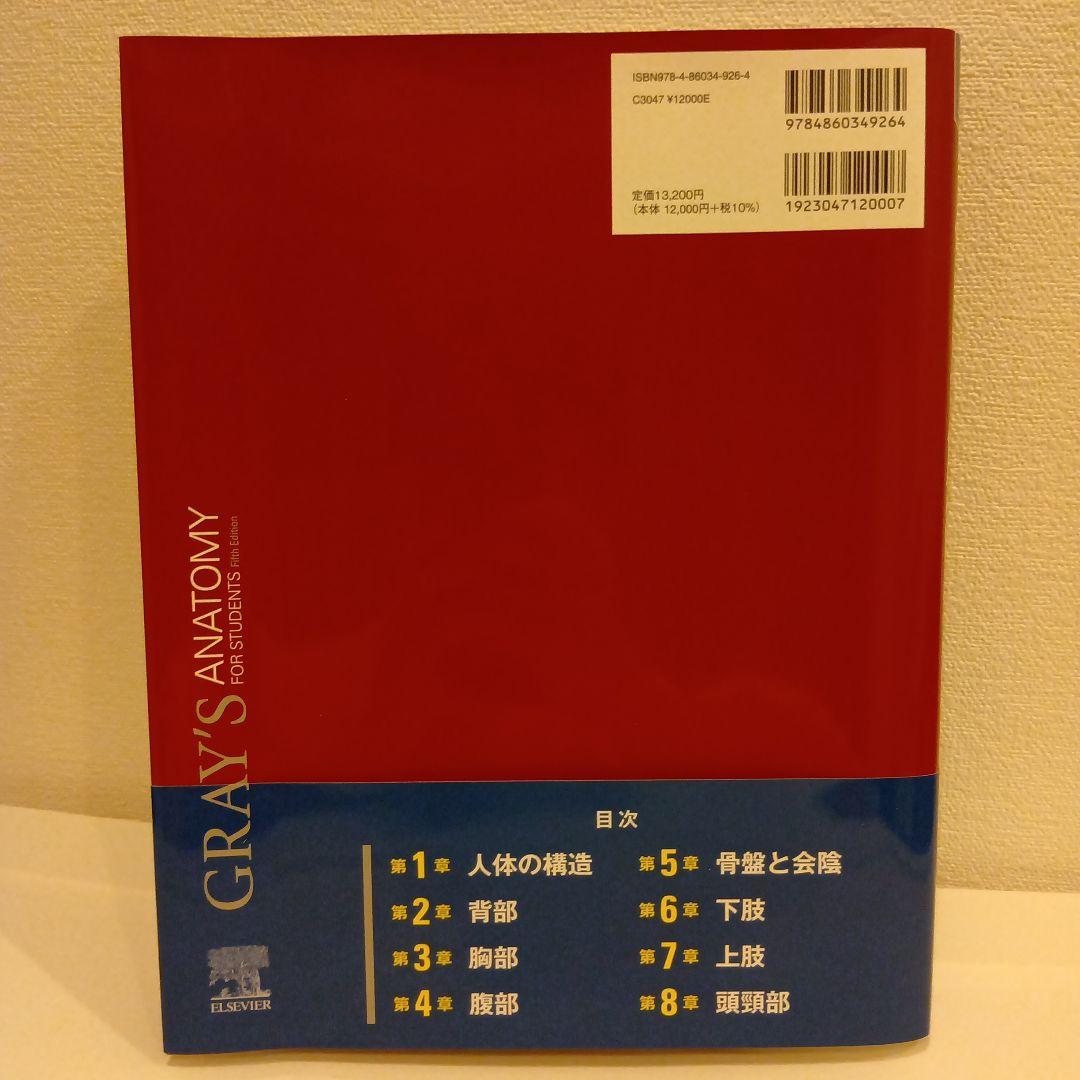 ISBN978-4-86034-926-4
C3047 ¥12000E
9784860349264
定価13,200円
(本体 12,000円+税10%)
1923047120007
GRAY'S ANATOMY
FOR STUDENTS Fifth Edition
目次
第1章 人体の構造
第2章 背部
第3章 胸部
第4章 腹部
第5章 骨盤と会陰
第6章 下肢
第7章 上肢
第8章 頭頸部
ELSEVIER